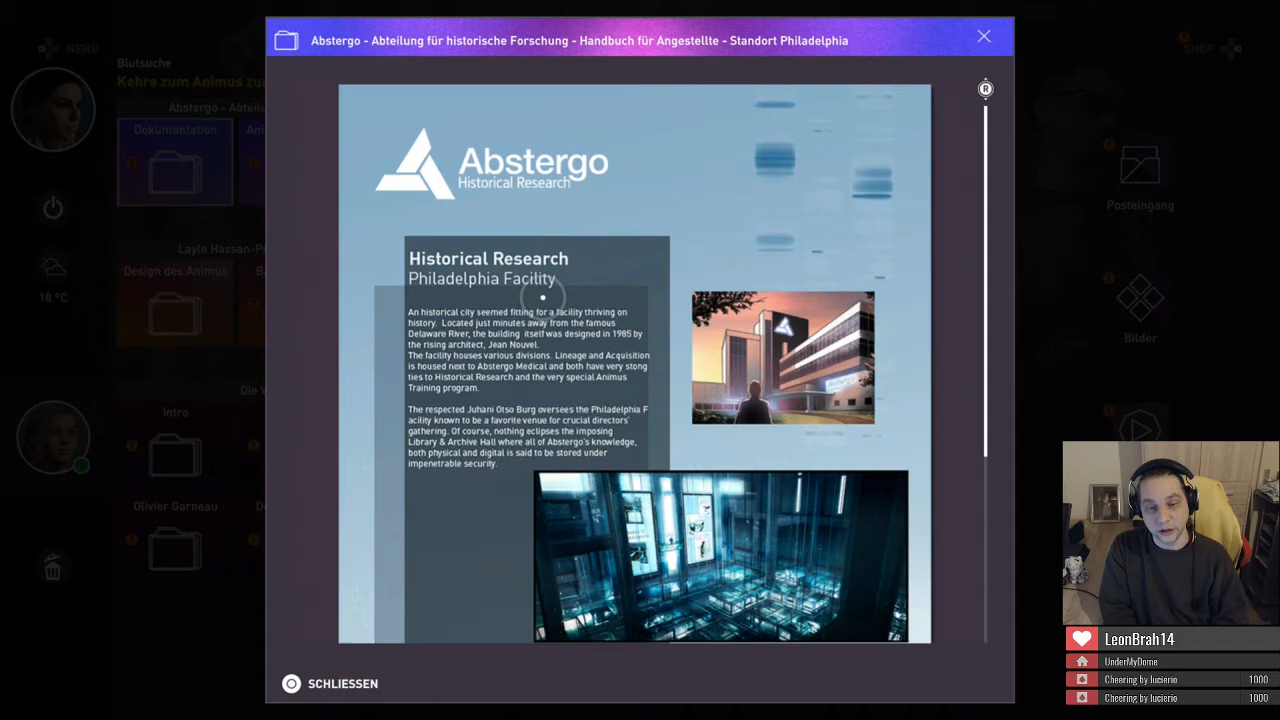 Abstergo - Abteilung für historische Forschung - Handbuch für Angestellte - Standort Philadelphia
MENÜ
SHOP
Blutsuche
Kehre zum Animus zur
Abstergo - Abteil
Dokumentation
Ani
R
Abstergo
Historical Research
Posteingang
Layla Hassan-Pr
Design des Animus
18 °C
Historical Research
Philadelphia Facility
An historical city seemed fitting for a facility thriving on
history. Located just minutes away from the famous
Delaware River, the building itself was designed in 1985 by
the rising architect, Jean Nouvel.
The facility houses various divisions. Lineage and Acquisition
is housed next to Abstergo Medical and both have very stong
ties to Historical Research and the very special Animus
Training program.
The respected Juhani Otso Burg oversees the Philadelphia F
acility known to be a favorite venue for crucial directors'
gathering. Of course, nothing eclipses the imposing
Library & Archive Hall where all of Abstergo's knowledge,
both physical and digital is said to be stored under
impenetrable security.
Bilder
Die V
Intro
Olivier Garneau
SCHLIESSEN
LeonBrah14
UnderMyDome
Cheering by lucierio 1000
Cheering by lucierio 1000